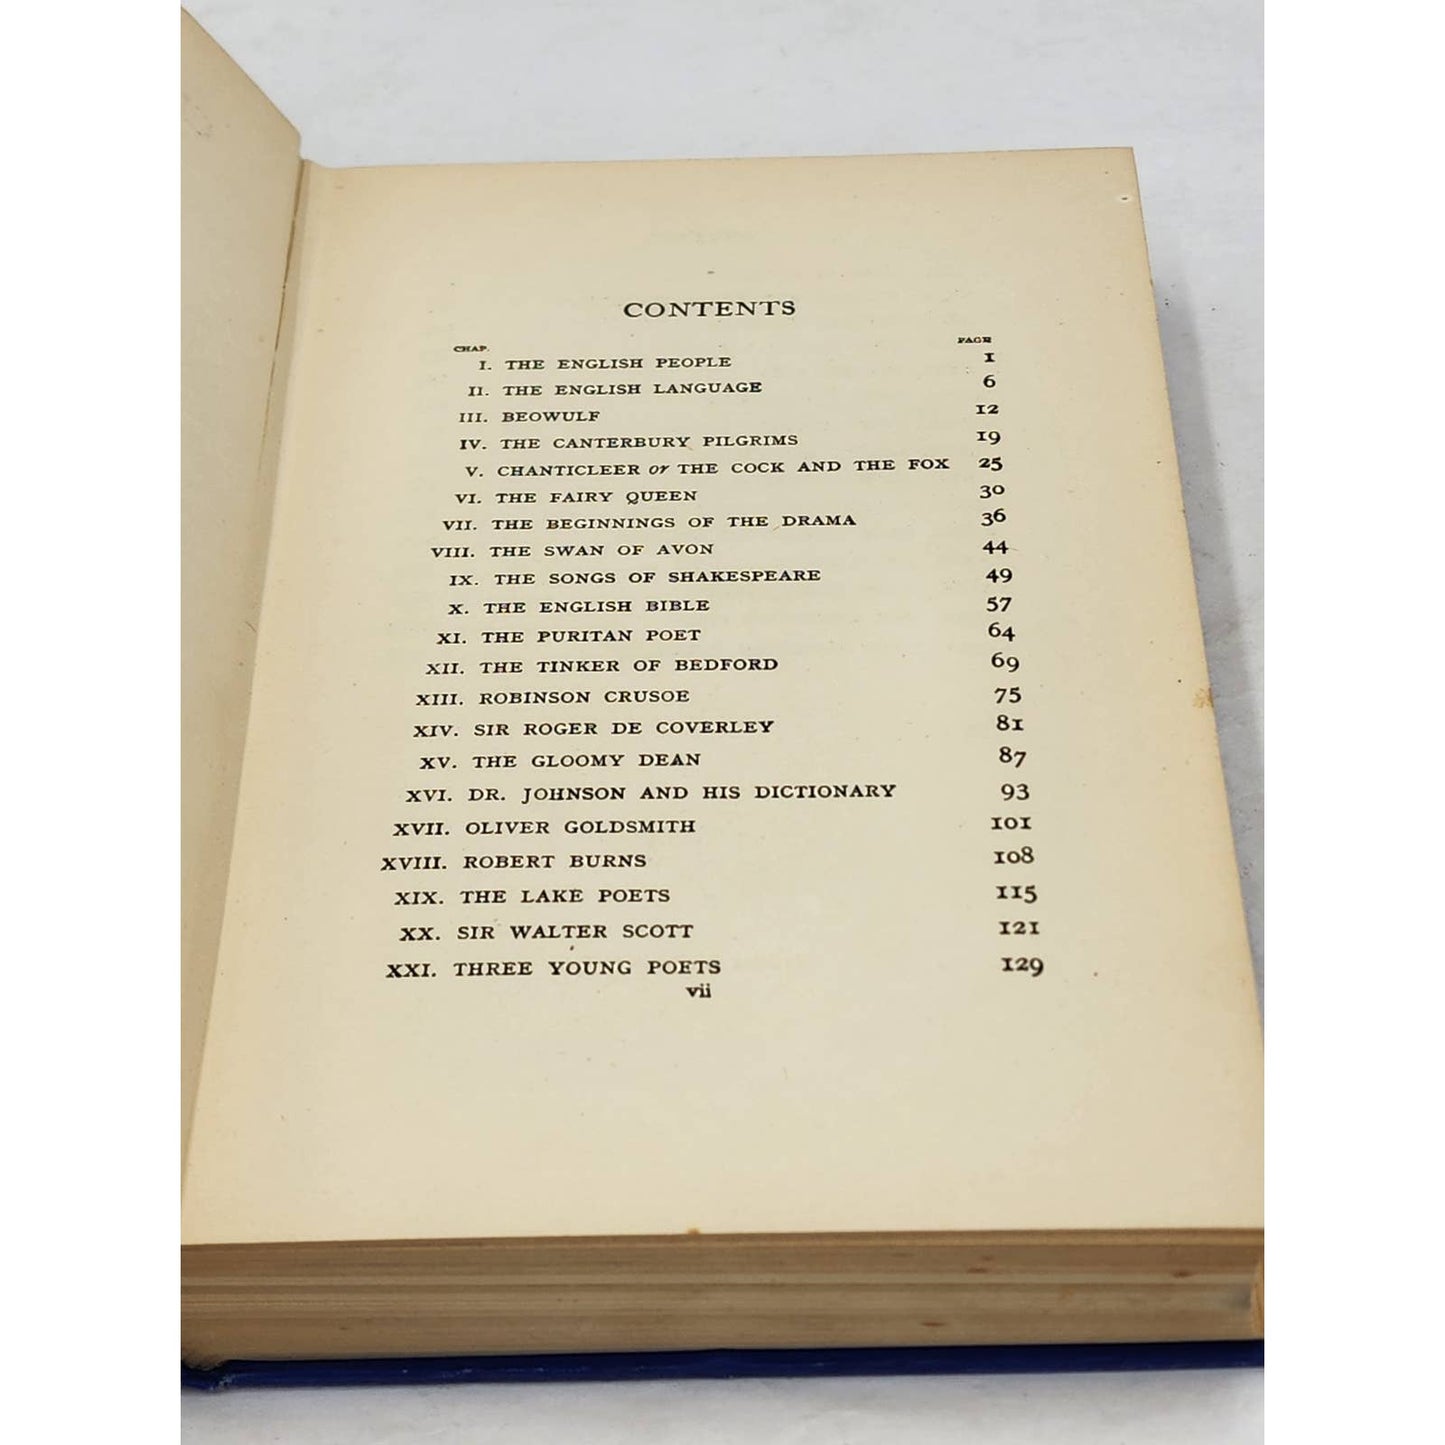 CONTENTS
CHAP. PAGE
I. THE ENGLISH PEOPLE 1
II. THE ENGLISH LANGUAGE 6
III. BEOWULF 12
IV. THE CANTERBURY PILGRIMS 19
V. CHANTICLEER or THE COCK AND THE FOX 25
VI. THE FAIRY QUEEN 30
VII. THE BEGINNINGS OF THE DRAMA 36
VIII. THE SWAN OF AVON 44
IX. THE SONGS OF SHAKESPEARE 49
X. THE ENGLISH BIBLE 57
XI. THE PURITAN POET 64
XII. THE TINKER OF BEDFORD 69
XIII. ROBINSON CRUSOE 75
XIV. SIR ROGER DE COVERLEY 81
XV. THE GLOOMY DEAN 87
XVI. DR. JOHNSON AND HIS DICTIONARY 93
XVII. OLIVER GOLDSMITH 101
XVIII. ROBERT BURNS 108
XIX. THE LAKE POETS 115
XX. SIR WALTER SCOTT 121
XXI. THREE YOUNG POETS 129
vii